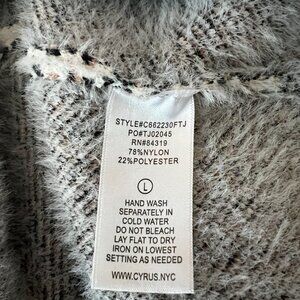 STYLE#C662230FTJ
PO#TJ02045
RN#84319
78%NYLON
22%POLYESTER
L
HAND WASH
SEPARATELY IN
COLD WATER
DO NOT BLEACH
LAY FLAT TO DRY
IRON ON LOWEST
SETTING AS NEEDED
WWW.CYRUS.NYC